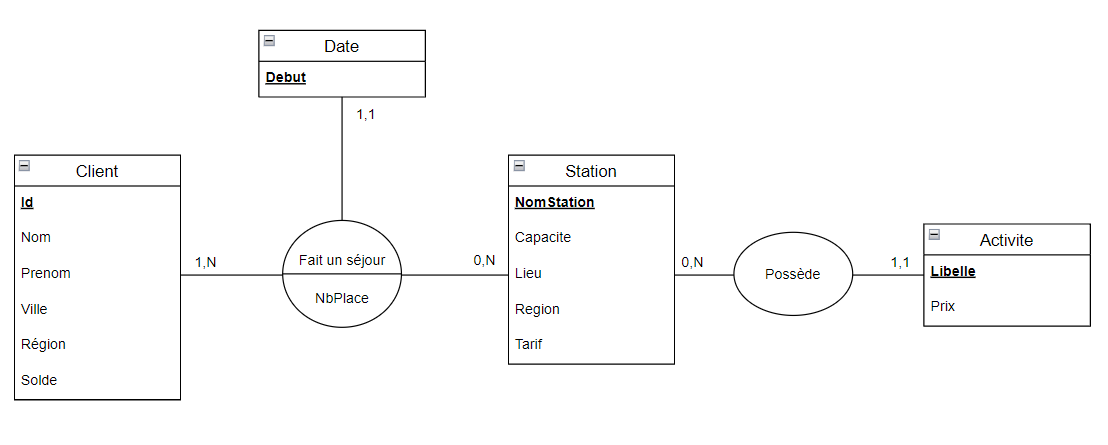 Date
Debut
1,1
Client
Id
Nom
Prenom
Ville
Région
Solde
1,N
Fait un séjour
NbPlace
0,N
Station
NomStation
Capacite
Lieu
Region
Tarif
0,N
Possède
1,1
Activite
Libelle
Prix